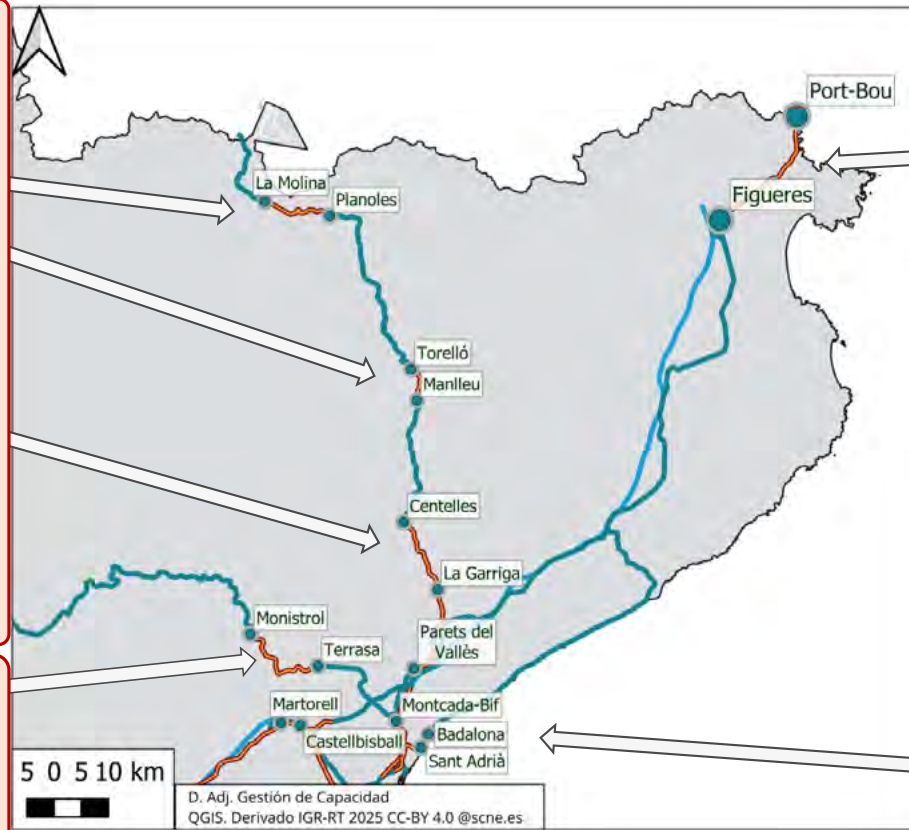 Port-Bou
La Molina
Planoles
Figueres
Torelló
Manlleu
Centelles
La Garriga
Monistrol
Terrasa
Parets del
Vallès
Martorell
Montcada-Bif
Castellbisball
Badalona
Sant Adrià
5 0 5 10 km
D. Adj. Gestión de Capacidad
QGIS. Derivado IGR-RT 2025 CC-BY 4.0 @scne.es